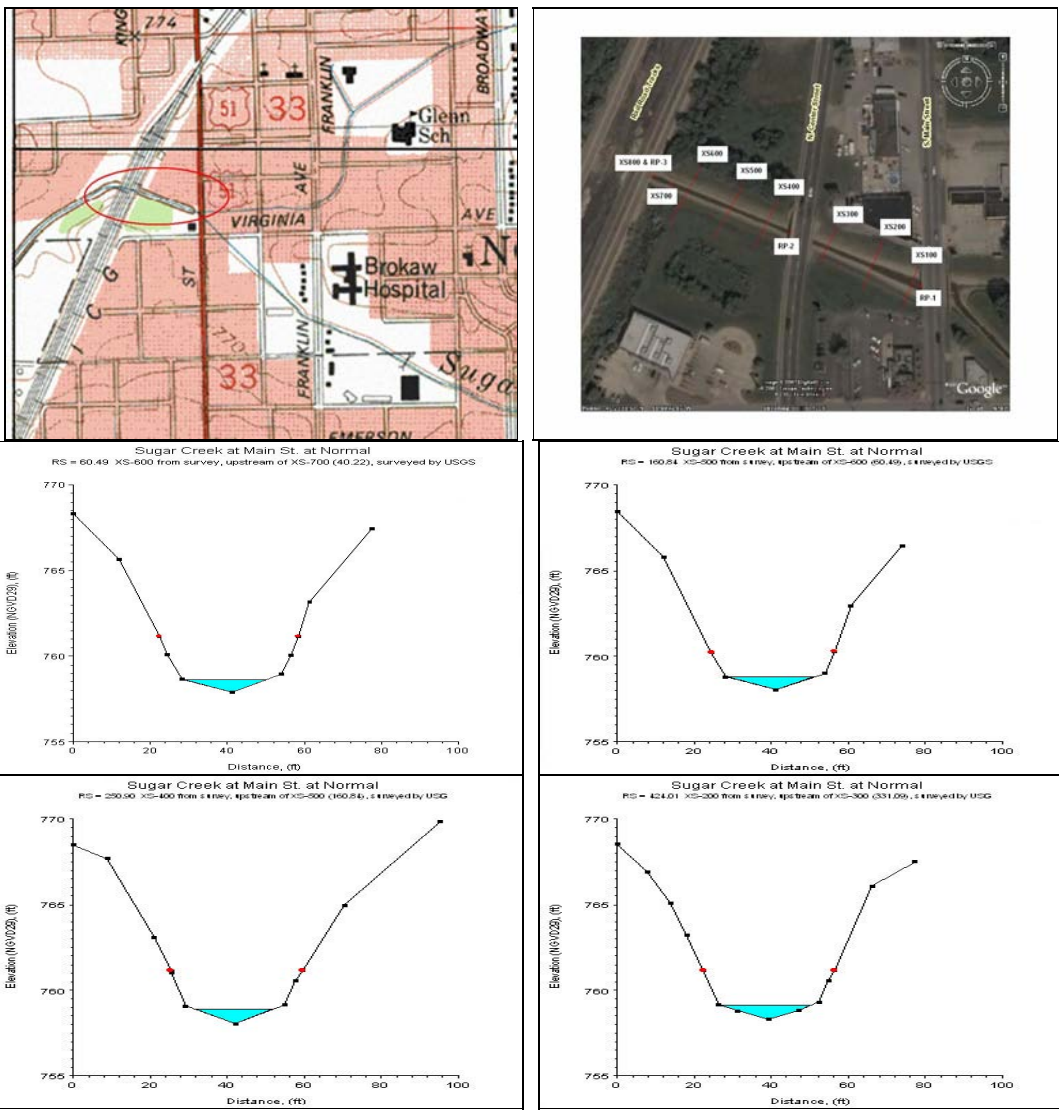 KING
774
51
33
FRANKLIN
BROADWAY
Glenn
Sch
AVE
VIRGINIA
AVE
ST
I C G
Brokaw
Hospital
770
33
FRANKLIN
Suga
EMERSON
Rail Road Tracks
S. Center Street
S. Main Street
XS600
XS800 & RP-3
XS500
XS400
XS700
XS300
XS200
RP-2
XS100
RP-1
Google
Sugar Creek at Main St. at Normal
RS = 60.49 XS-600 from survey, upstream of XS-700 (40.22), surveyed by USGS
770
765
760
755
Elevation (NGVD29), (ft)
0 20 40 60 80 100
Distance, (ft)
Sugar Creek at Main St. at Normal
RS = 160.84 XS-500 from survey, upstream of XS-600 (60.49), surveyed by USGS
770
765
760
755
Elevation (NGVD29), (ft)
0 20 40 60 80 100
Distance, (ft)
Sugar Creek at Main St. at Normal
RS = 250.90 XS-400 from survey, upstream of XS-500 (160.84), surveyed by USG
770
765
760
755
Elevation (NGVD29), (ft)
0 20 40 60 80 100
Distance, (ft)
Sugar Creek at Main St. at Normal
RS = 424.01 XS-200 from survey, upstream of XS-300 (331.09), surveyed by USG
770
765
760
755
Elevation (NGVD29), (ft)
0 20 40 60 80 100
Distance, (ft)